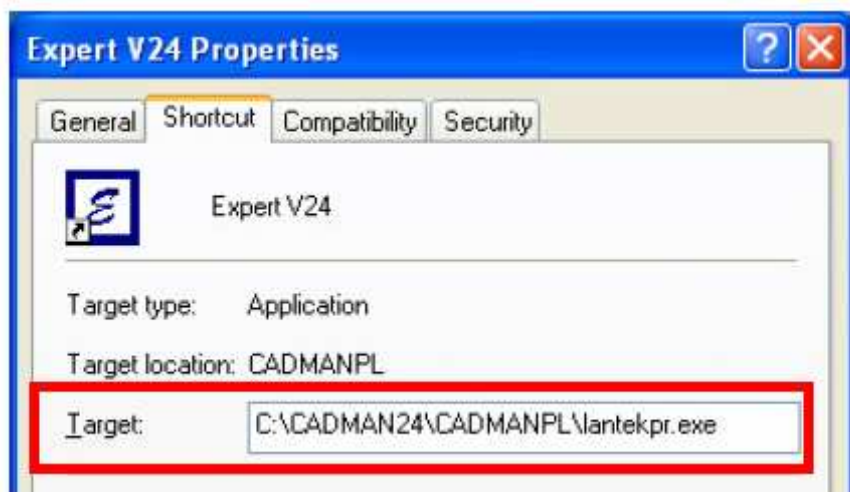 Expert V24 Properties
General Shortcut Compatibility Security
Expert V24
Target type: Application
Target location: CADMANPL
Target: C:\CADMAN24\CADMANPL\lantekpr.exe